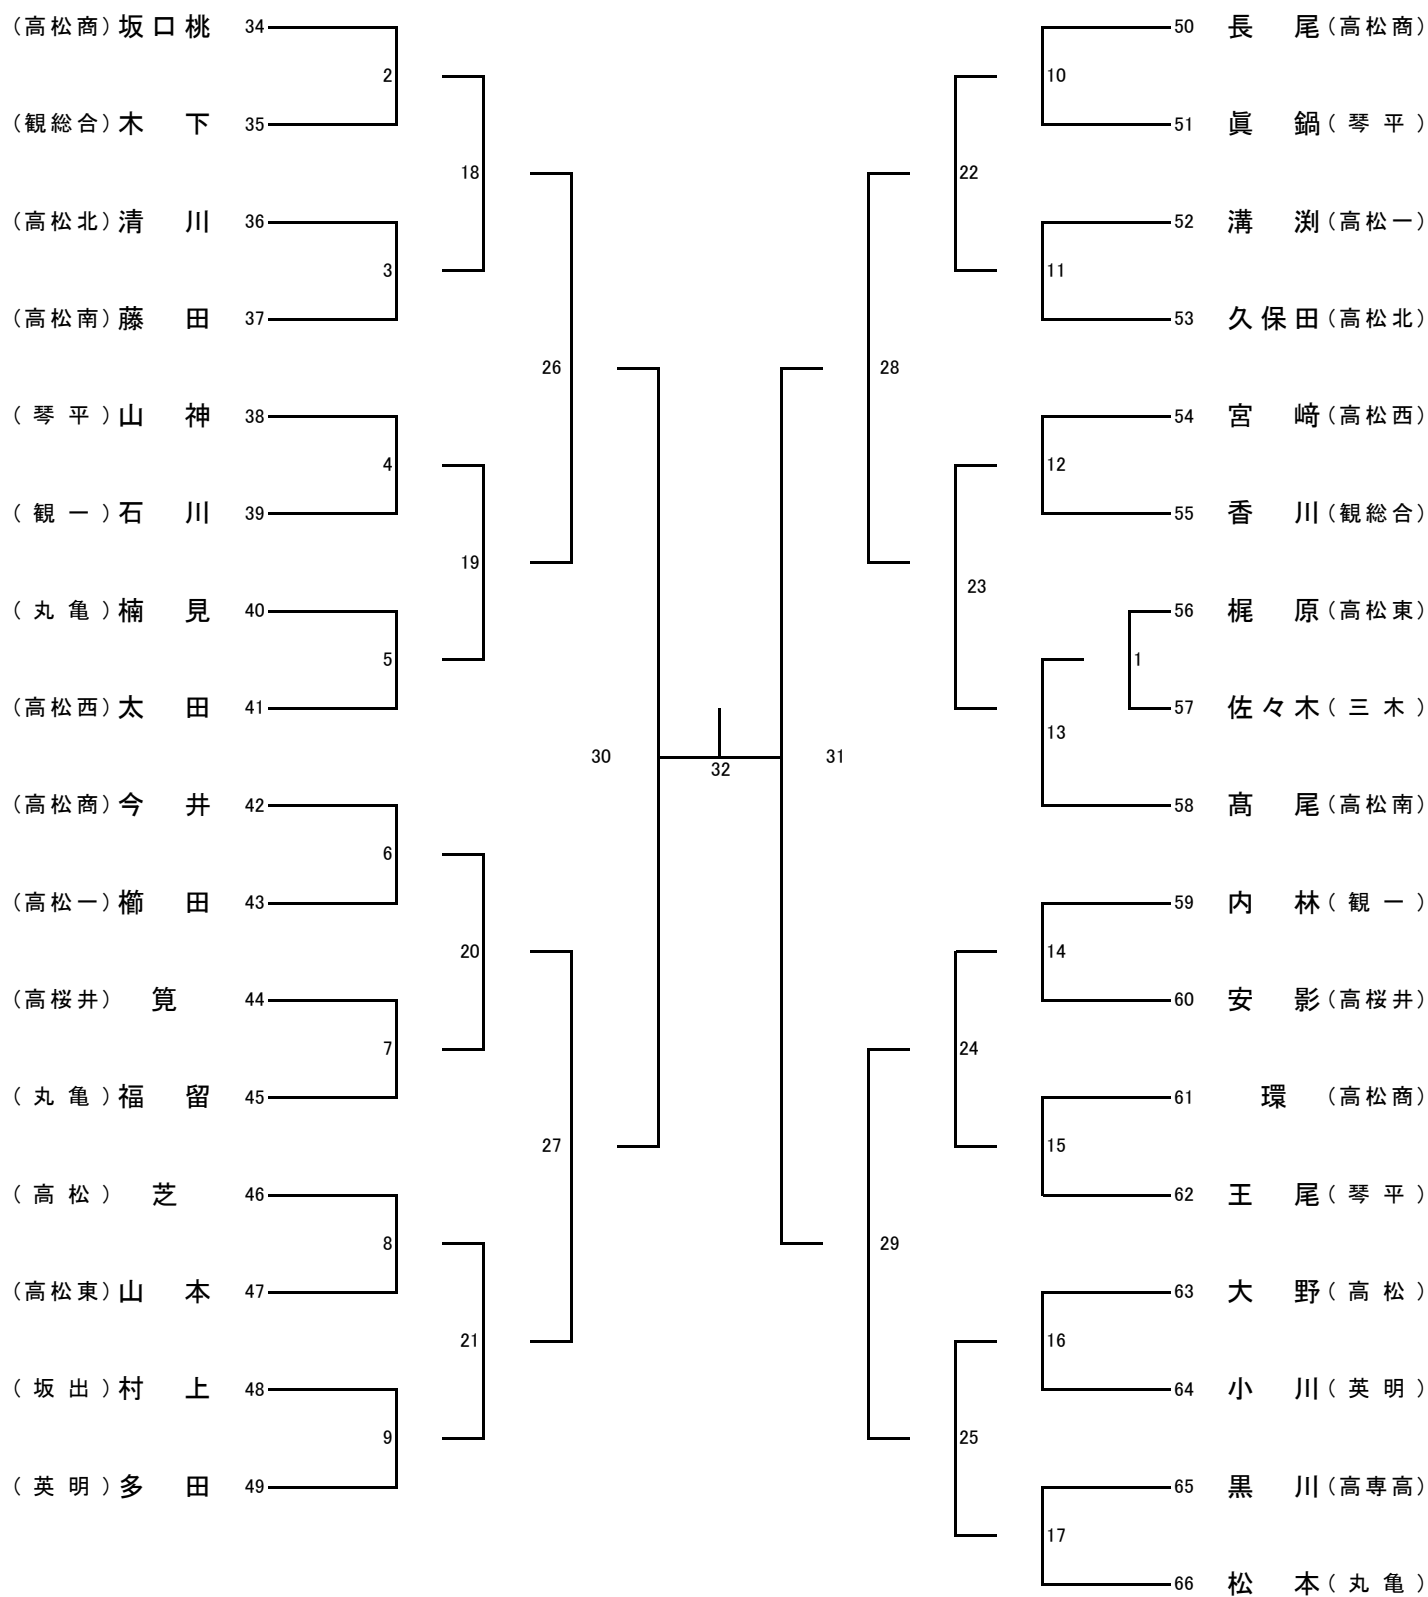 (高松商) 坂口桃 34
2
(観総合) 木下 35
18
(高松北) 清川 36
3
(高松南) 藤田 37
26
(琴平) 山神 38
4
(観一) 石川 39
19
(丸亀) 楠見 40
5
(高松西) 太田 41
30
(高松商) 今井 42
6
(高松一) 櫛田 43
20
(高桜井) 筧 44
7
(丸亀) 福留 45
27
(高松) 芝 46
8
(高松東) 山本 47
21
(坂出) 村上 48
9
(英明) 多田 49
32
50 長尾 (高松商)
10
51 眞鍋 (琴平)
22
52 溝渕 (高松一)
11
53 久保田 (高松北)
28
54 宮﨑 (高松西)
12
55 香川 (観総合)
23
56 梶原 (高松東)
1
57 佐々木 (三木)
13
31
58 髙尾 (高松南)
59 内林 (観一)
14
60 安影 (高桜井)
24
61 環 (高松商)
15
62 王尾 (琴平)
29
63 大野 (高松)
16
64 小川 (英明)
25
65 黒川 (高専高)
17
66 松本 (丸亀)